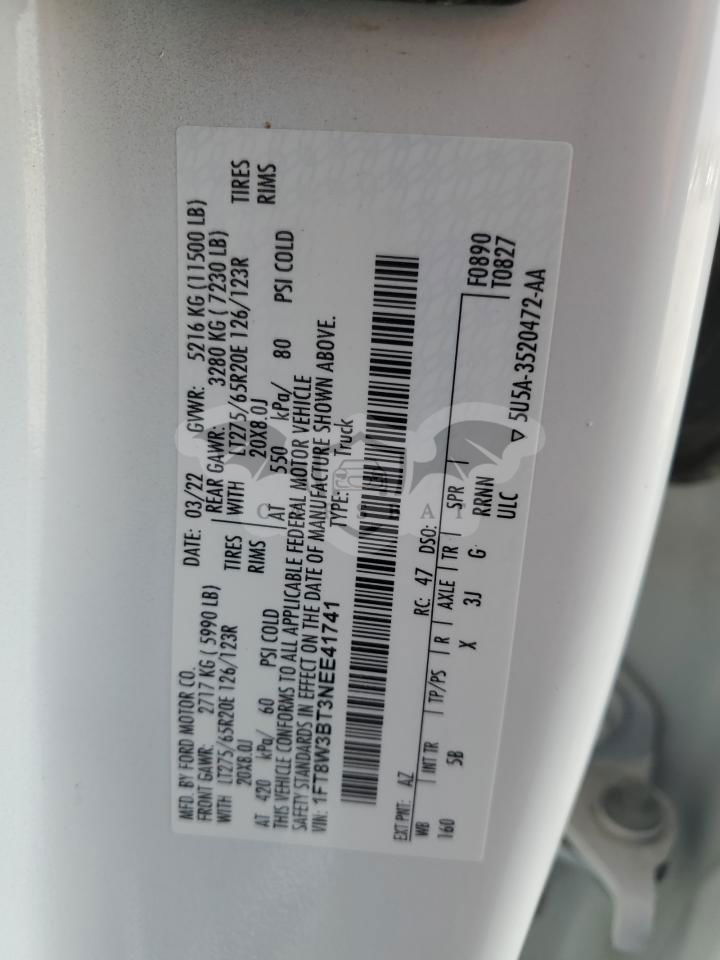 MFD. BY FORD MOTOR CO.
DATE: 03/22 GVWR: 5216 KG (11500 LB)
FRONT GAWR: 2717 KG ( 5990 LB)
REAR GAWR: 3280 KG ( 7230 LB)
WITH LT275/65R20E 126/123R TIRES
WITH LT275/65R20E 126/123R TIRES
20X8.0J RIMS
20X8.0J RIMS
AT 420 kPa/ 60 PSI COLD
AT 550 kPa/ 80 PSI COLD
THIS VEHICLE CONFORMS TO ALL APPLICABLE FEDERAL MOTOR VEHICLE
SAFETY STANDARDS IN EFFECT ON THE DATE OF MANUFACTURE SHOWN ABOVE.
VIN: 1FT8W3BT3NEE41741 TYPE: Truck
EXT PNT: AZ RC: 47 DSO: F0890
WB INT TR TP/PS R AXLE TR SPR T0827
160 5B X 3J G RRNN
ULC
▽ 5U5A-3520472-AA